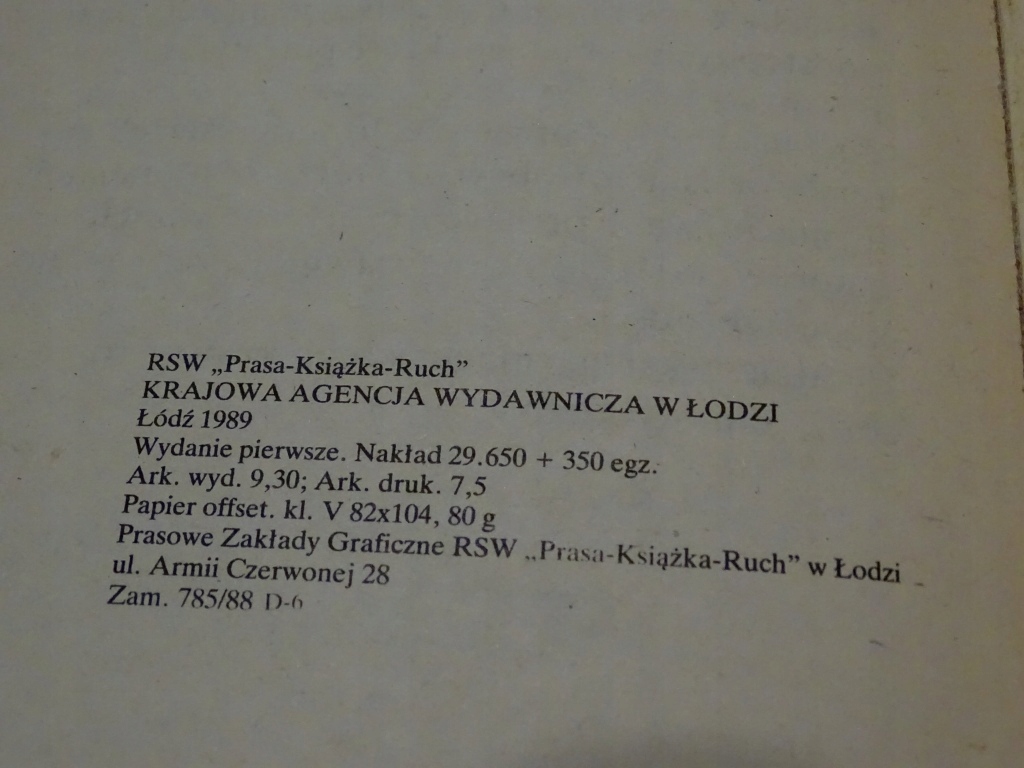 RSW „Prasa-Książka-Ruch”
KRAJOWA AGENCJA WYDAWNICZA W ŁODZI
Łódź 1989
Wydanie pierwsze. Nakład 29.650 + 350 egz.
Ark. wyd. 9,30; Ark. druk. 7,5
Papier offset. kl. V 82x104, 80 g
Prasowe Zakłady Graficzne RSW „Prasa-Książka-Ruch” w Łodzi
ul. Armii Czerwonej 28
Zam. 785/88 D-6